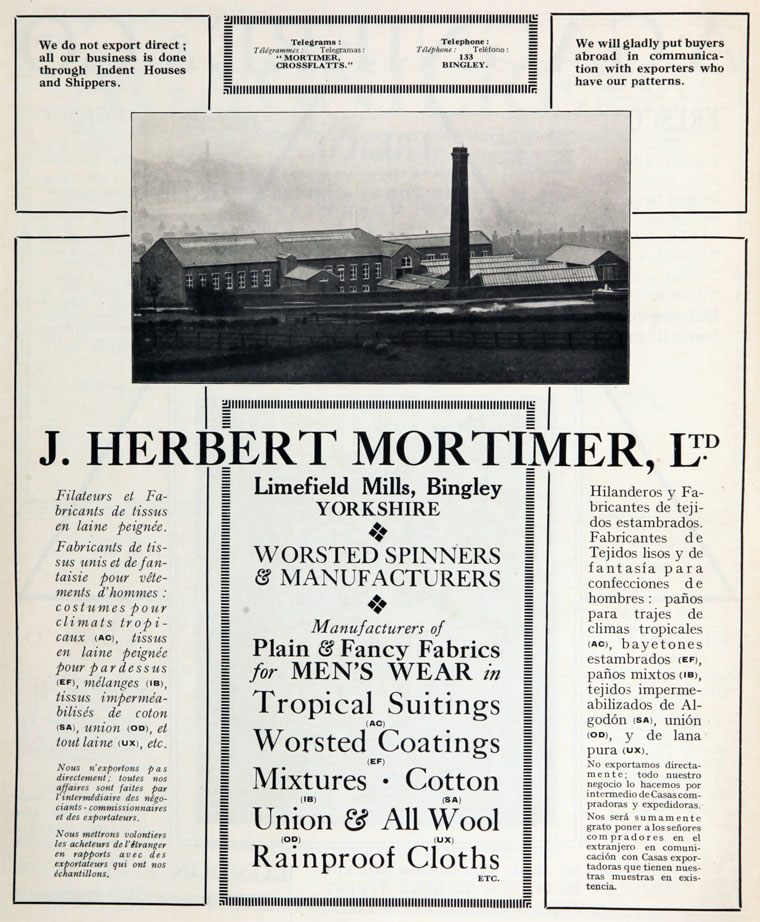 We do not export direct ;
all our business is done
through Indent Houses
and Shippers.
Telegrams :
Télégrammes : Telegramas :
“ MORTIMER,
CROSSFLATTS.”
Telephone :
Téléphone : Teléfono :
133
BINGLEY.
We will gladly put buyers
abroad in communica-
tion with exporters who
have our patterns.
J. HERBERT MORTIMER, LTD.
Filateurs et Fa-
bricants de tissus
en laine peignée.
Fabricants de tis-
sus unis et de fan-
taisie pour vête-
ments d'hommes :
costumes pour
climats tropi-
caux (AC), tissus
en laine peignée
pour pardessus
(EF), mélanges (IB),
tissus imperméa-
bilisés de coton
(SA), union (OD), et
tout laine (UX), etc.
Nous n'exportons pas
directement; toutes nos
affaires sont faites par
l'intermédiaire des négo-
ciants-commissionnaires
et des exportateurs.
Nous mettrons volontiers
les acheteurs de l'étranger
en rapports avec des
exportateurs qui ont nos
échantillons.
Limefield Mills, Bingley
YORKSHIRE
WORSTED SPINNERS
& MANUFACTURERS
Manufacturers of
Plain & Fancy Fabrics
for MEN'S WEAR in
Tropical Suitings
(AC)
Worsted Coatings
(EF)
Mixtures · Cotton
(IB) (SA)
Union & All Wool
(OD) (UX)
Rainproof Cloths
ETC.
Hilanderos y Fa-
bricantes de teji-
dos estambrados.
Fabricantes de
Tejidos lisos y de
fantasía para
confecciones de
hombres : paños
para trajes de
climas tropicales
(AC), bayetones
estambrados (EF),
paños mixtos (IB),
tejidos imperme-
abilizados de Al-
godón (SA), unión
(OD), y de lana
pura (UX).
No exportamos directa-
mente; todo nuestro
negocio lo hacemos por
intermedio de Casas com-
pradoras y expedidoras.
Nos será sumamente
grato poner a los señores
compradores en el
extranjero en comuni-
cación con Casas expor-
tadoras que tienen nues-
tras muestras en exis-
tencia.